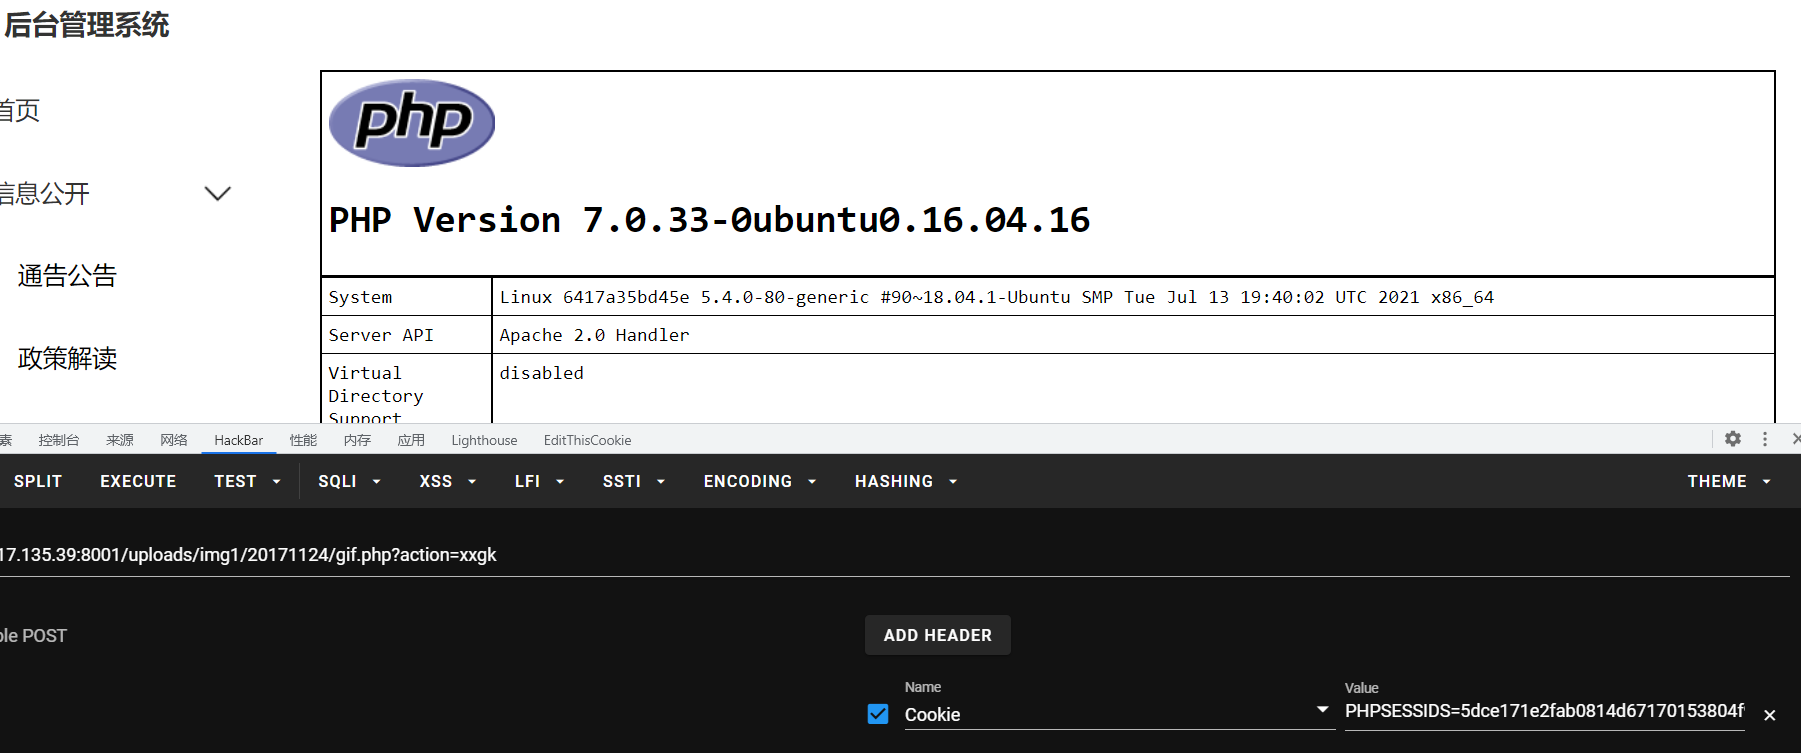 后台管理系统
首页
信息公开
通告公告
政策解读
php
PHP Version 7.0.33-0ubuntu0.16.04.16
System Linux 6417a35bd45e 5.4.0-80-generic #90~18.04.1-Ubuntu SMP Tue Jul 13 19:40:02 UTC 2021 x86_64
Server API Apache 2.0 Handler
Virtual disabled
Directory
Support
素 控制台 来源 网络 HackBar 性能 内存 应用 Lighthouse EditThisCookie
SPLIT EXECUTE TEST SQLI XSS LFI SSTI ENCODING HASHING THEME
17.135.39:8001/uploads/img1/20171124/gif.php?action=xxgk
ble POST
ADD HEADER
Name Value
Cookie PHPSESSIDS=5dce171e2fab0814d67170153804f